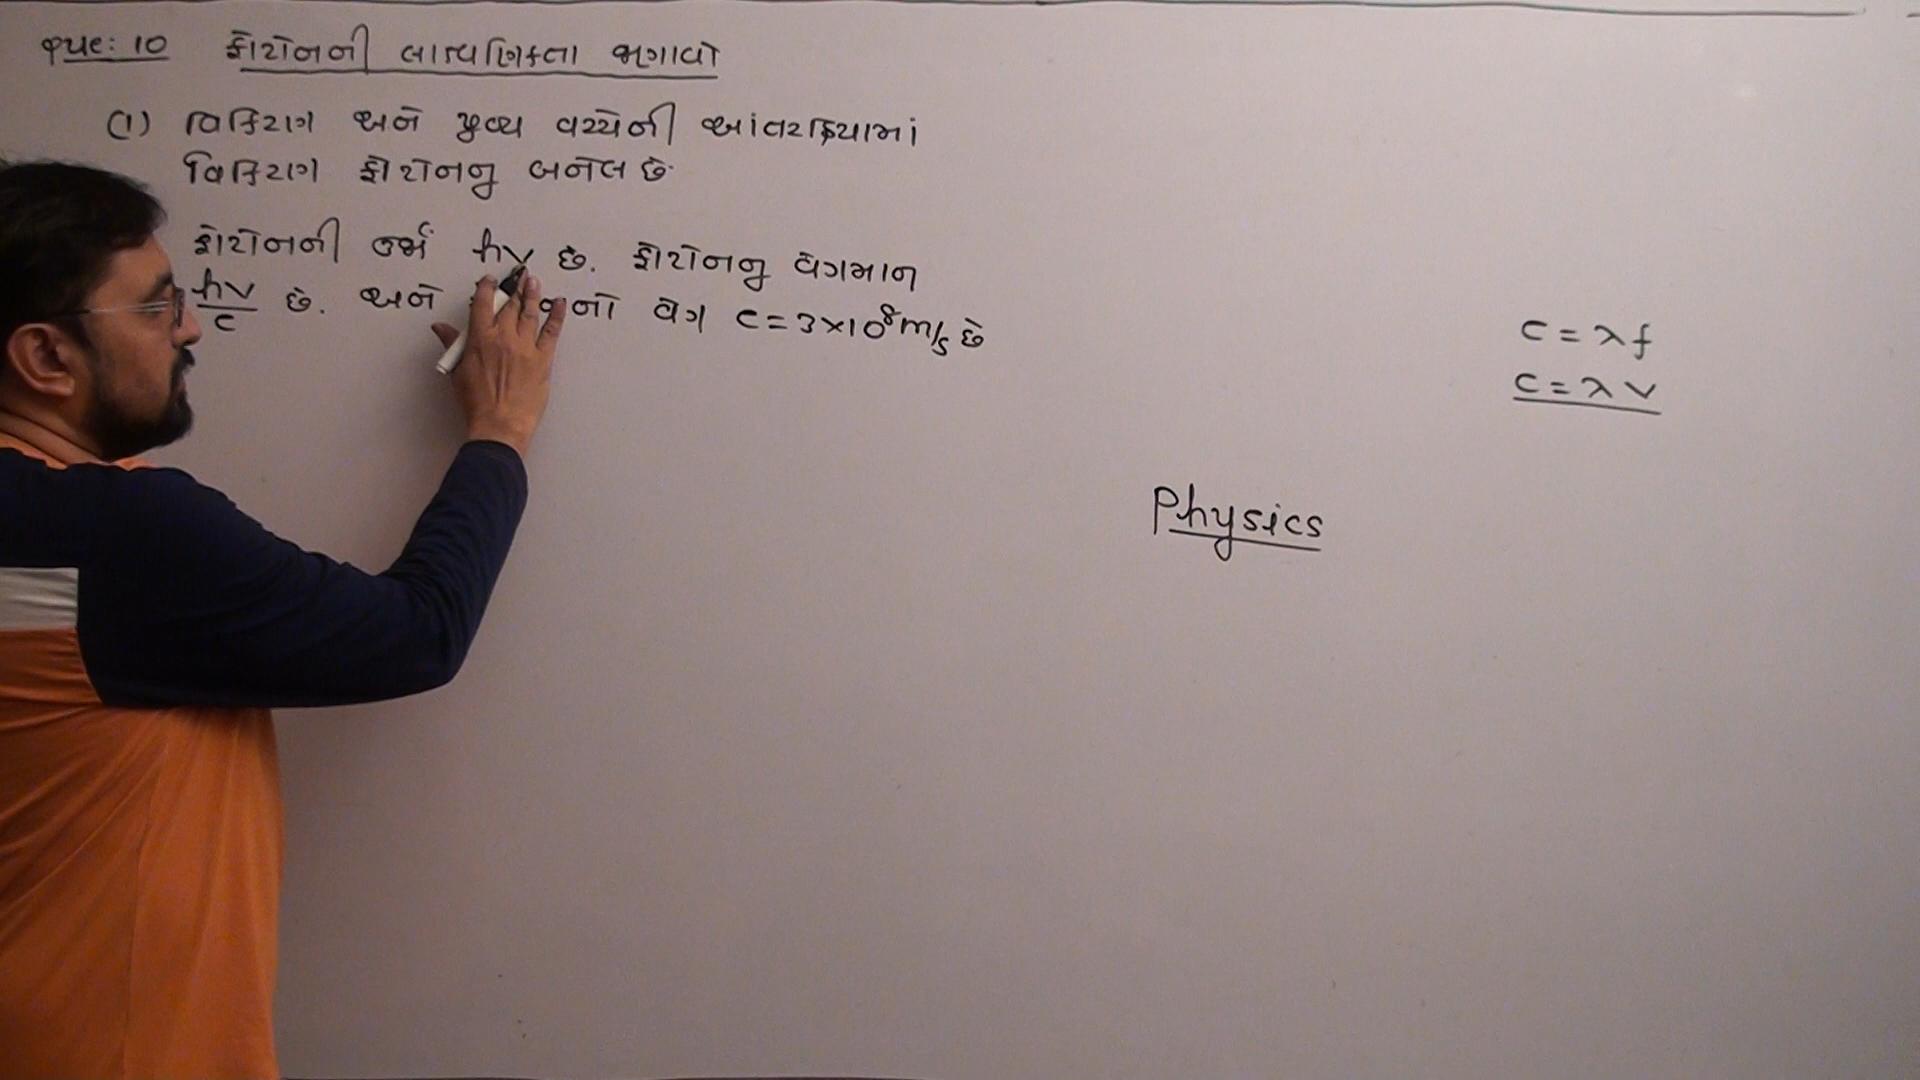 પ્રશ્ન: 10 ફોટોનની લાક્ષણિકતા જણાવો
(1) વિકિરણ અને દ્રવ્ય વચ્ચેની આંતરક્રિયામાં
વિકિરણ ફોટોનનુ બનેલ છે.
ફોટોનની ઉર્જા hν છે. ફોટોનનુ વેગમાન
hν/c છે. અને નો વેગ c = 3×10⁸ m/s છે
c = λf
c = λν
Physics